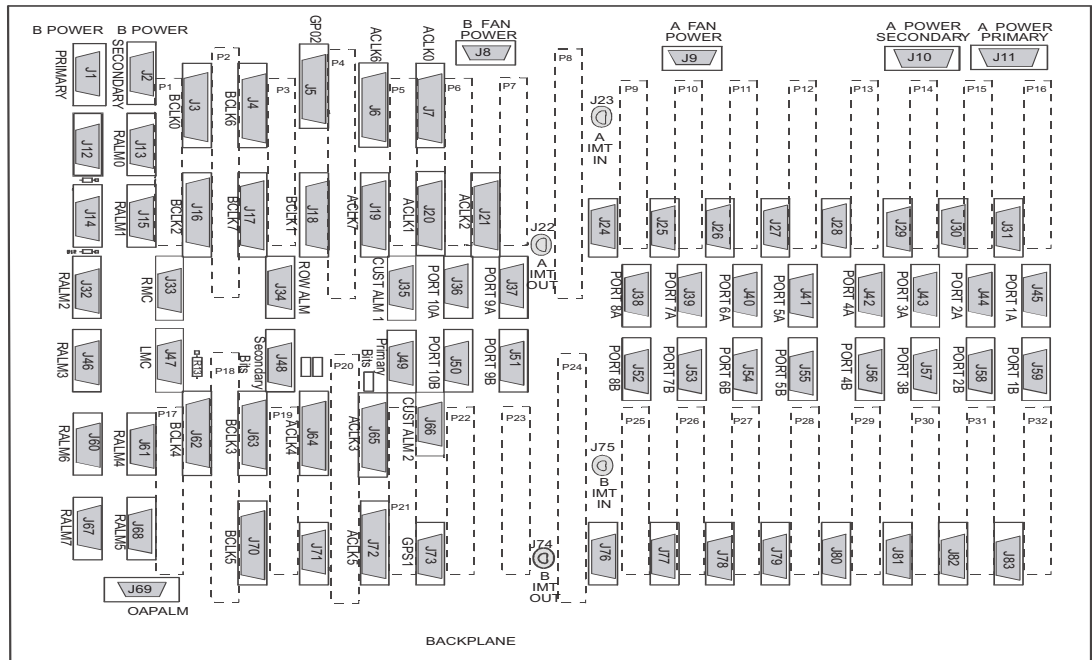 B POWER
PRIMARY
J1
B POWER
SECONDARY
J2
P1
BCLK0
J3
P2
BCLK6
J4
P3
GP02
J5
P4
ACLK6
J6
P5
ACLK0
J7
P6
B FAN
POWER
J8
P7
P8
J23
A
IMT
IN
A FAN
POWER
J9
A POWER
SECONDARY
J10
A POWER
PRIMARY
J11
P9
P10
P11
P12
P13
P14
P15
P16
J12
RALM0
J13
J14
RALM1
J15
BCLK2
J16
BCLK7
J17
BCLK1
J18
ACLK7
J19
ACLK1
J20
ACLK2
J21
J22
A
IMT
OUT
J24
J25
J26
J27
J28
J29
J30
J31
RALM2
J32
RMC
J33
J34
ROW ALM
CUST ALM 1
J35
PORT 10A
J36
PORT 9A
J37
PORT 8A
J38
PORT 7A
J39
PORT 6A
J40
PORT 5A
J41
PORT 4A
J42
PORT 3A
J43
PORT 2A
J44
PORT 1A
J45
RALM3
J46
LMC
J47
R13
P18
Secondary
Bits
J48
P20
Primary
Bits
J49
PORT 10B
J50
PORT 9B
J51
P24
PORT 8B
J52
PORT 7B
J53
PORT 6B
J54
PORT 5B
J55
PORT 4B
J56
PORT 3B
J57
PORT 2B
J58
PORT 1B
J59
RALM6
J60
RALM4
J61
P17
BCLK4
J62
BCLK3
J63
P19
ACLK4
J64
ACLK3
J65
CUST ALM 2
J66
P22
P23
J75
B
IMT
IN
P25
P26
P27
P28
P29
P30
P31
P32
RALM7
J67
RALM5
J68
J69
OAPALM
BCLK5
J70
J71
ACLK5
J72
P21
GPS1
J73
J74
B
IMT
OUT
J76
J77
J78
J79
J80
J81
J82
J83
BACKPLANE